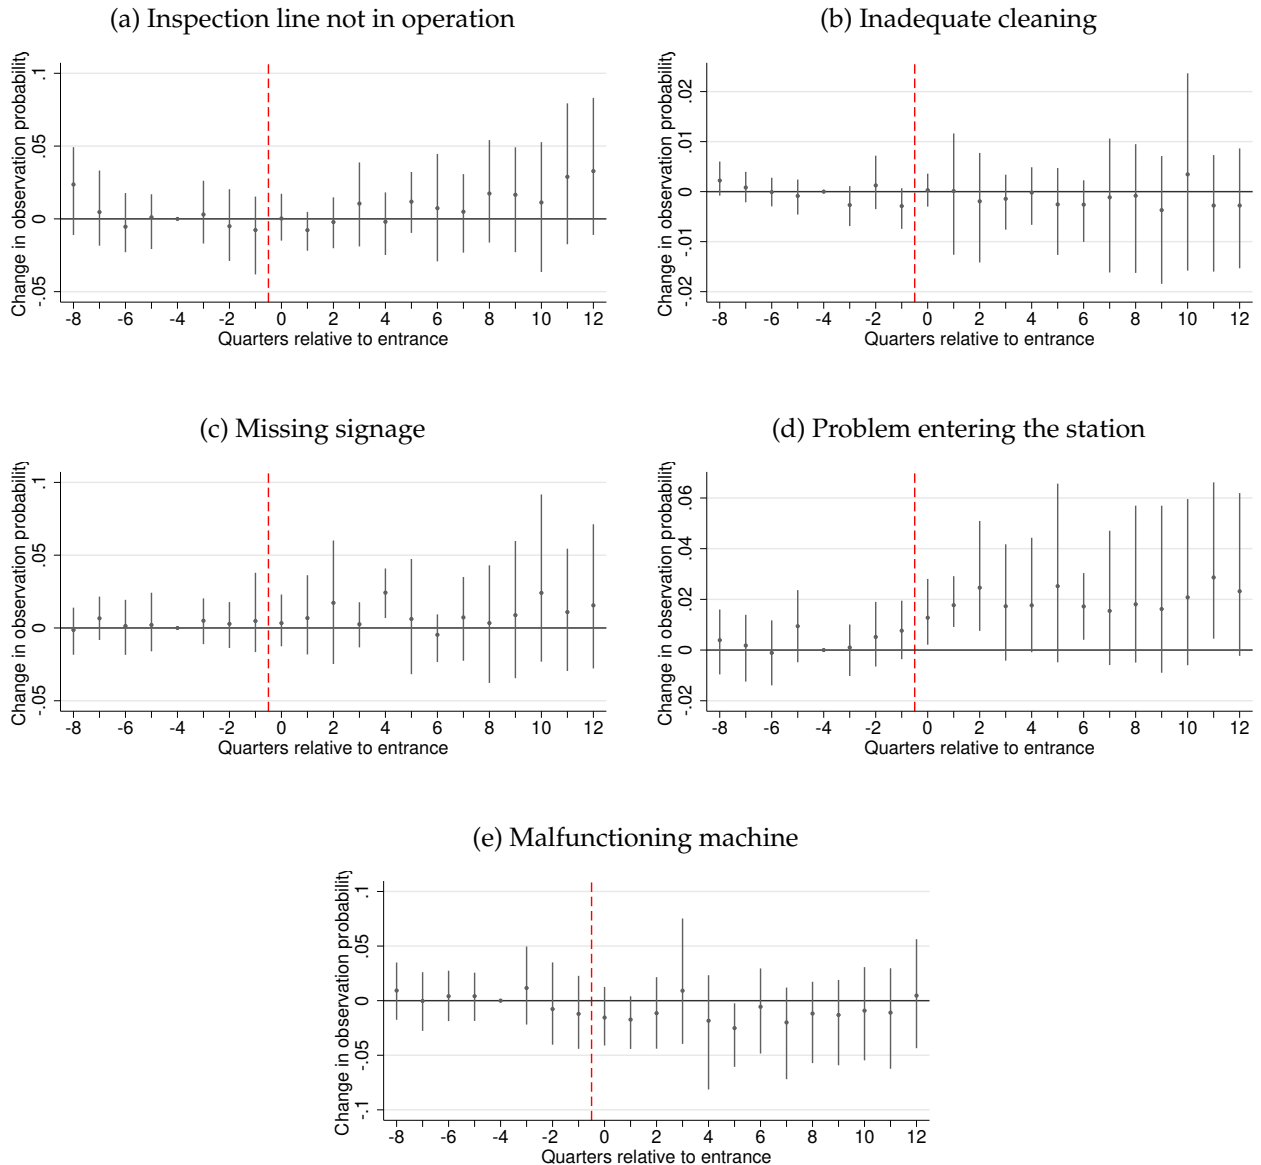 (a) Inspection line not in operation
Change in observation probability
.1
.05
0
-.05
-8 -6 -4 -2 0 2 4 6 8 10 12
Quarters relative to entrance
(b) Inadequate cleaning
Change in observation probability
.02
.01
0
-.01
-.02
-8 -6 -4 -2 0 2 4 6 8 10 12
Quarters relative to entrance
(c) Missing signage
Change in observation probability
.1
.05
0
-.05
-8 -6 -4 -2 0 2 4 6 8 10 12
Quarters relative to entrance
(d) Problem entering the station
Change in observation probability
.06
.04
.02
0
-.02
-8 -6 -4 -2 0 2 4 6 8 10 12
Quarters relative to entrance
(e) Malfunctioning machine
Change in observation probability
.1
.05
0
-.05
-.1
-8 -6 -4 -2 0 2 4 6 8 10 12
Quarters relative to entrance